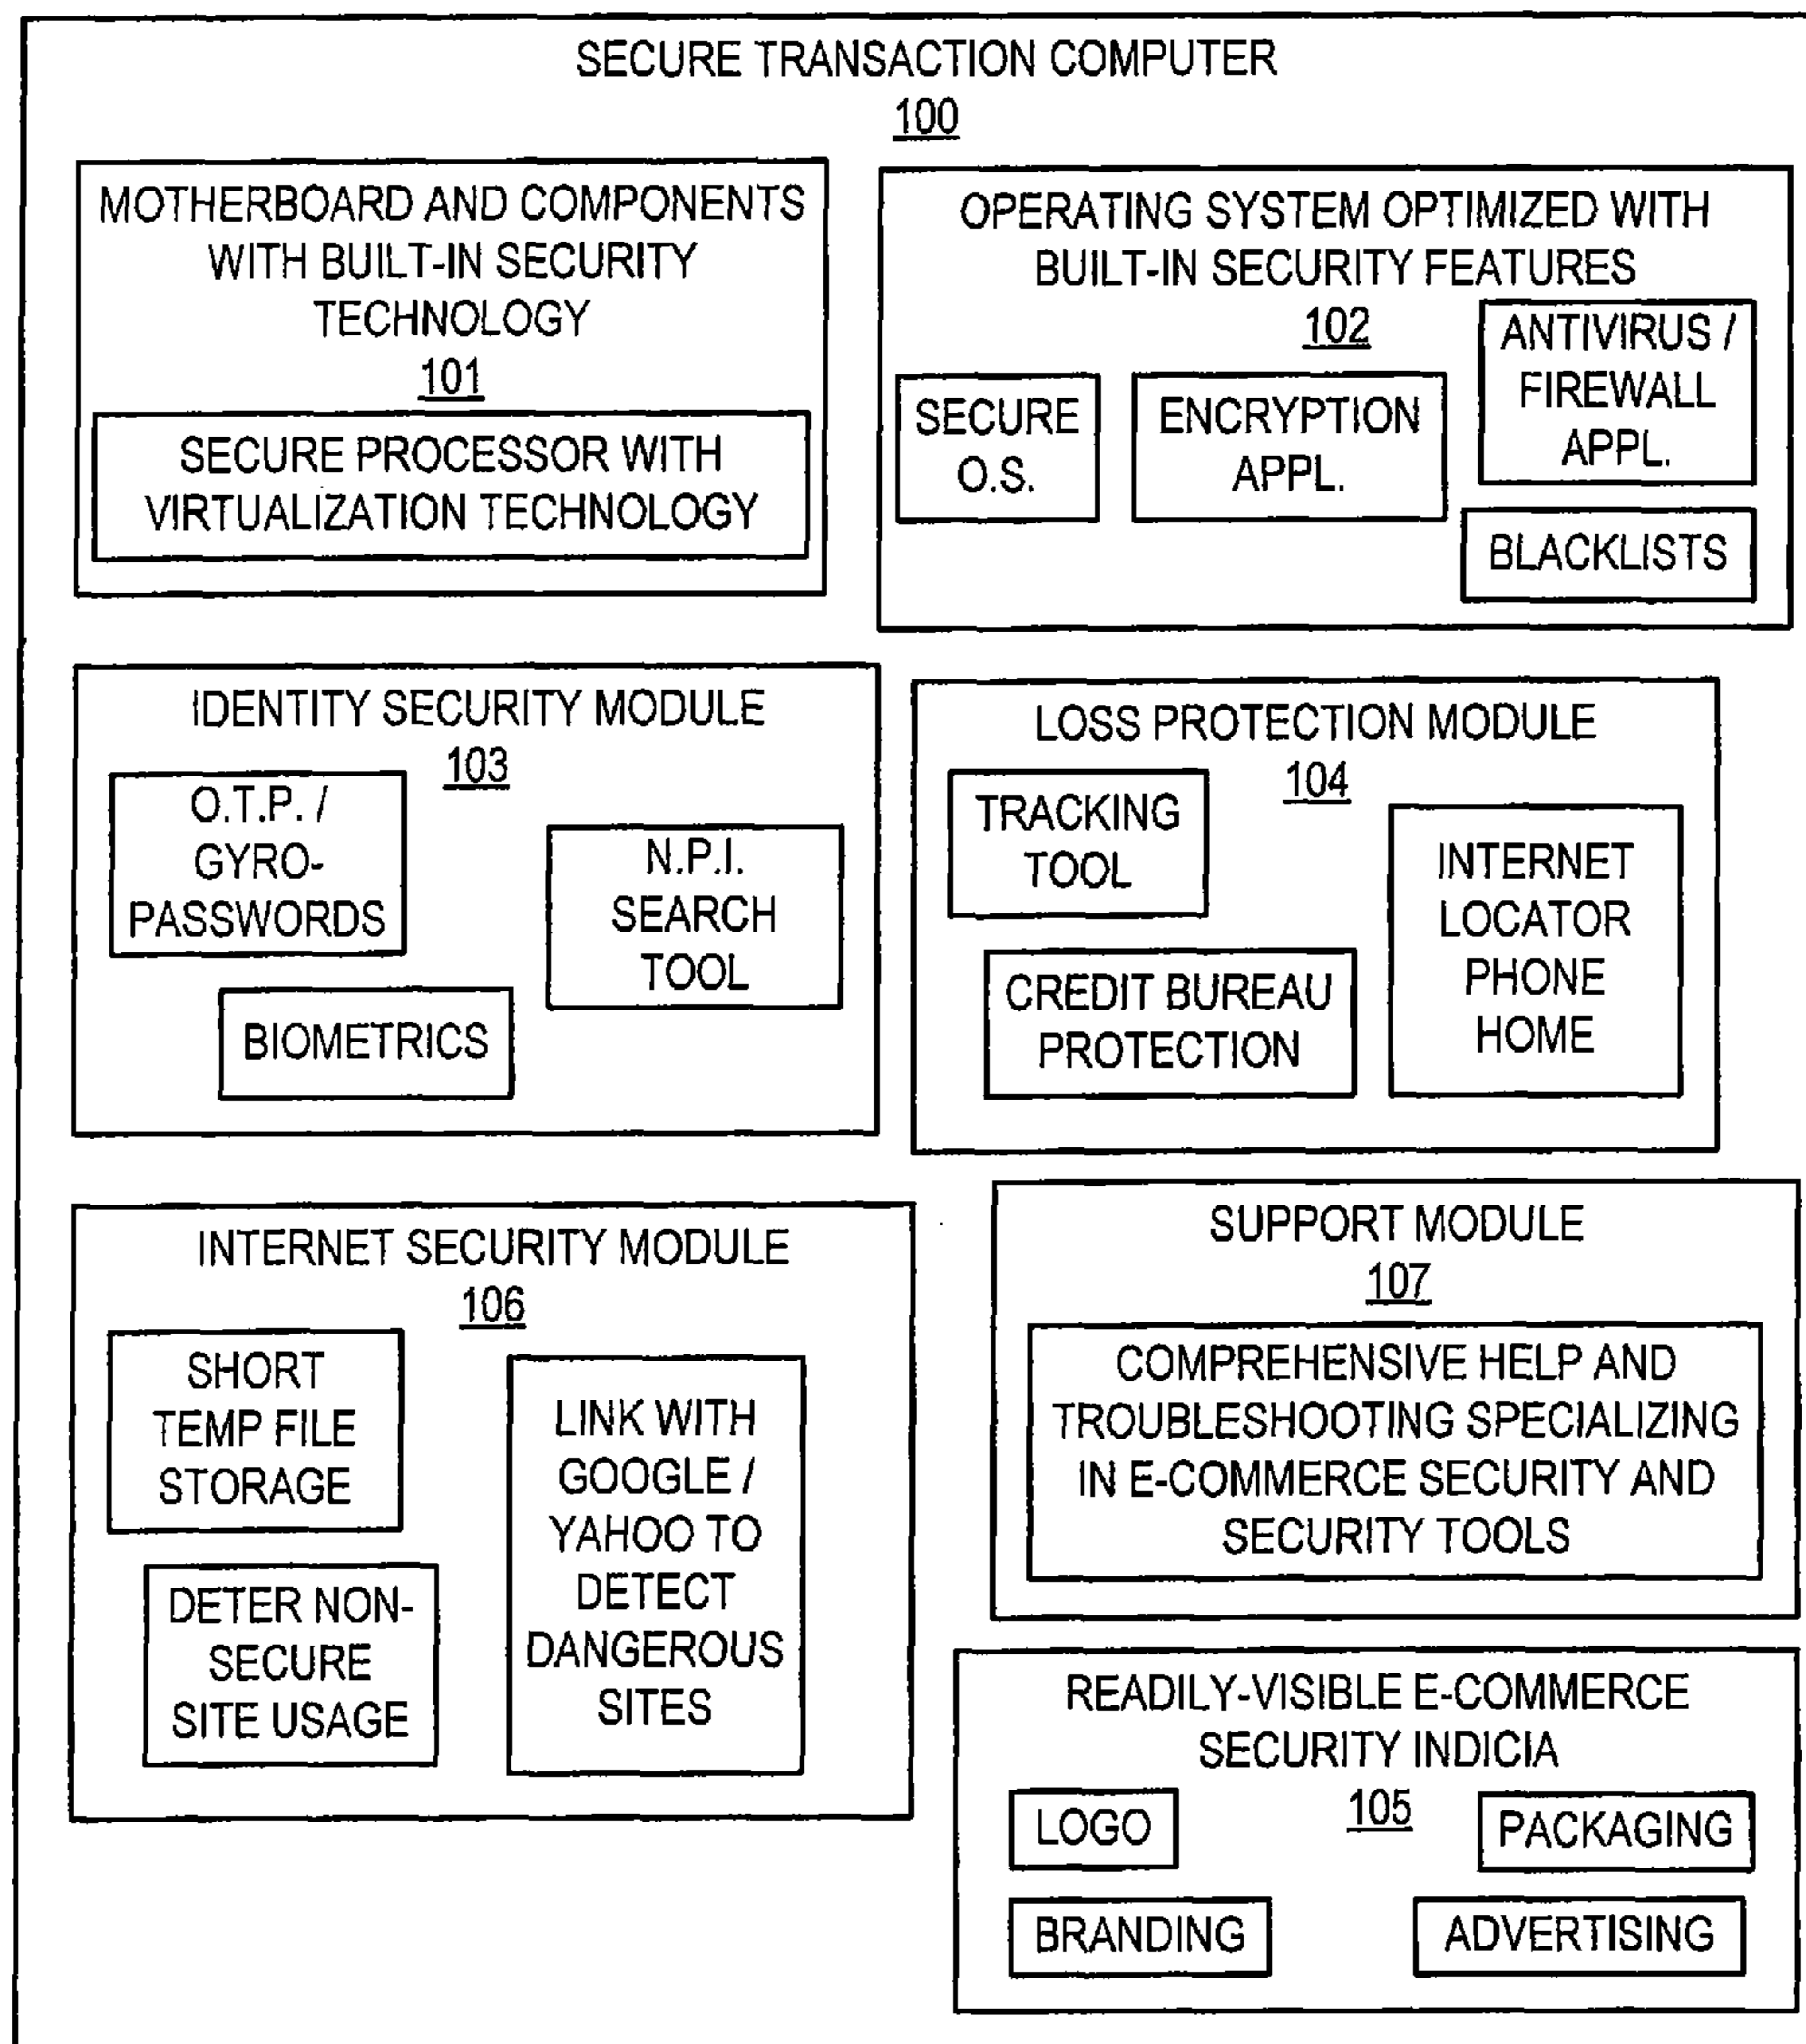 SECURE TRANSACTION COMPUTER
100
MOTHERBOARD AND COMPONENTS
WITH BUILT-IN SECURITY
TECHNOLOGY
101
SECURE PROCESSOR WITH
VIRTUALIZATION TECHNOLOGY
OPERATING SYSTEM OPTIMIZED WITH
BUILT-IN SECURITY FEATURES
102
SECURE
O.S.
ENCRYPTION
APPL.
ANTIVIRUS /
FIREWALL
APPL.
BLACKLISTS
IDENTITY SECURITY MODULE
103
O.T.P. /
GYRO-
PASSWORDS
N.P.I.
SEARCH
TOOL
BIOMETRICS
LOSS PROTECTION MODULE
104
TRACKING
TOOL
INTERNET
LOCATOR
PHONE
HOME
CREDIT BUREAU
PROTECTION
INTERNET SECURITY MODULE
106
SHORT
TEMP FILE
STORAGE
LINK WITH
GOOGLE /
YAHOO TO
DETECT
DANGEROUS
SITES
DETER NON-
SECURE
SITE USAGE
SUPPORT MODULE
107
COMPREHENSIVE HELP AND
TROUBLESHOOTING SPECIALIZING
IN E-COMMERCE SECURITY AND
SECURITY TOOLS
READILY-VISIBLE E-COMMERCE
SECURITY INDICIA
105
LOGO
PACKAGING
BRANDING
ADVERTISING